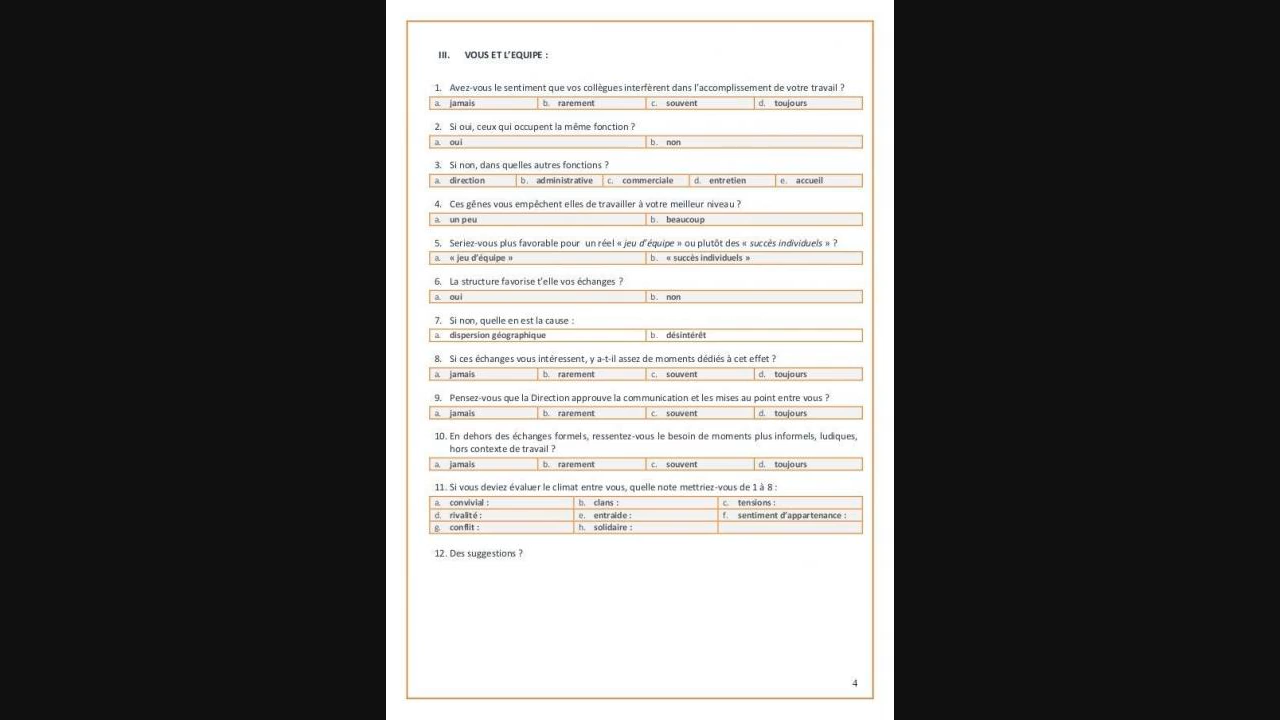 III. VOUS ET L'EQUIPE :
1. Avez-vous le sentiment que vos collègues interfèrent dans l'accomplissement de votre travail ?
a. jamais b. rarement c. souvent d. toujours
2. Si oui, ceux qui occupent la même fonction ?
a. oui b. non
3. Si non, dans quelles autres fonctions ?
a. direction b. administrative c. commerciale d. entretien e. accueil
4. Ces gênes vous empêchent elles de travailler à votre meilleur niveau ?
a. un peu b. beaucoup
5. Seriez-vous plus favorable pour un réel « jeu d'équipe » ou plutôt des « succès individuels » ?
a. « jeu d'équipe » b. « succès individuels »
6. La structure favorise t'elle vos échanges ?
a. oui b. non
7. Si non, quelle en est la cause :
a. dispersion géographique b. désintérêt
8. Si ces échanges vous intéressent, y a-t-il assez de moments dédiés à cet effet ?
a. jamais b. rarement c. souvent d. toujours
9. Pensez-vous que la Direction approuve la communication et les mises au point entre vous ?
a. jamais b. rarement c. souvent d. toujours
10. En dehors des échanges formels, ressentez-vous le besoin de moments plus informels, ludiques,
hors contexte de travail ?
a. jamais b. rarement c. souvent d. toujours
11. Si vous deviez évaluer le climat entre vous, quelle note mettriez-vous de 1 à 8 :
a. convivial : b. clans : c. tensions :
d. rivalité : e. entraide : f. sentiment d'appartenance :
g. conflit : h. solidaire :
12. Des suggestions ?
4